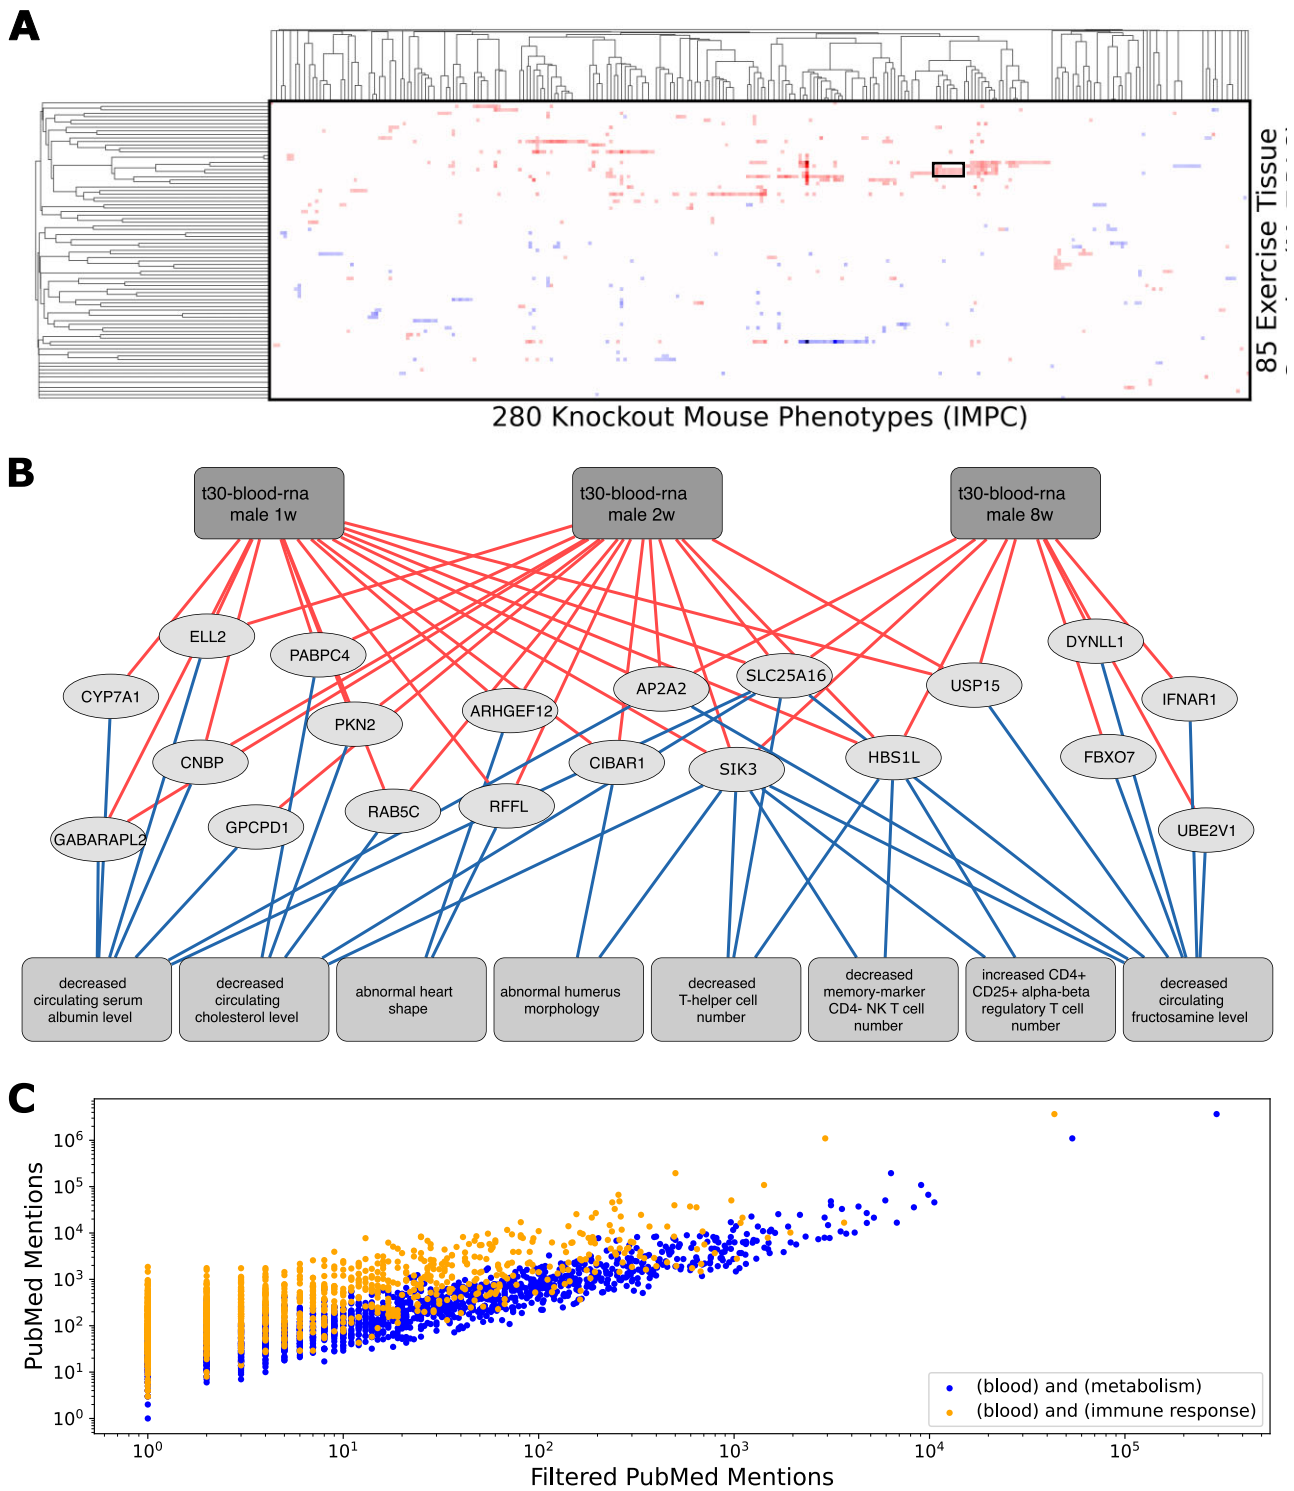 A
85 Exercise Tissue
280 Knockout Mouse Phenotypes (IMPC)
B
t30-blood-rna
male 1w
t30-blood-rna
male 2w
t30-blood-rna
male 8w
ELL2
PABPC4
CYP7A1
PKN2
CNBP
ARHGEF12
AP2A2
SLC25A16
USP15
DYNLL1
IFNAR1
CIBAR1
SIK3
HBS1L
FBXO7
GABARAPL2
GPCPD1
RAB5C
RFFL
UBE2V1
decreased
circulating serum
albumin level
decreased
circulating
cholesterol level
abnormal heart
shape
abnormal humerus
morphology
decreased
T-helper cell
number
decreased
memory-marker
CD4- NK T cell
number
increased CD4+
CD25+ alpha-beta
regulatory T cell
number
decreased
circulating
fructosamine level
C
PubMed Mentions
10⁶
10⁵
10⁴
10³
10²
10¹
10⁰
(blood) and (metabolism)
(blood) and (immune response)
10⁰ 10¹ 10² 10³ 10⁴ 10⁵
Filtered PubMed Mentions